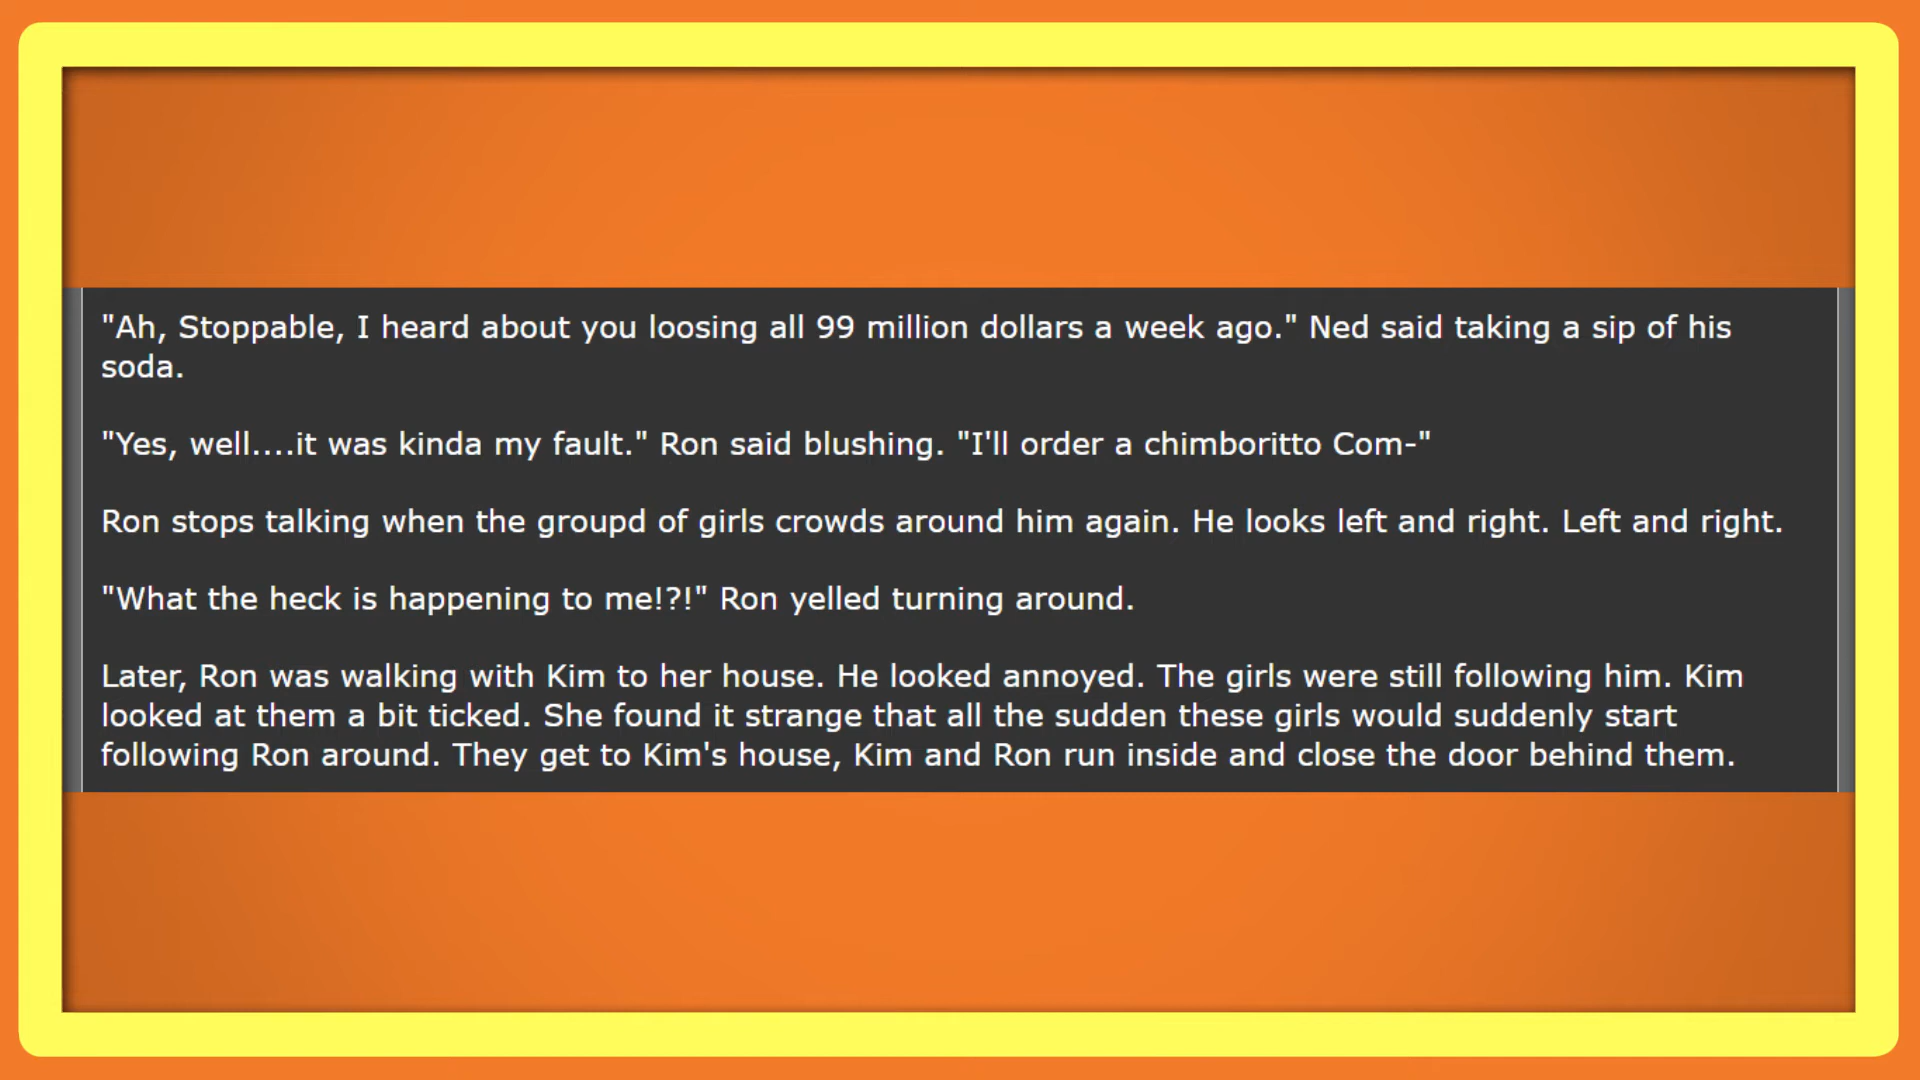 "Ah, Stoppable, I heard about you loosing all 99 million dollars a week ago." Ned said taking a sip of his
soda.
"Yes, well....it was kinda my fault." Ron said blushing. "I'll order a chimboritto Com-"
Ron stops talking when the groupd of girls crowds around him again. He looks left and right. Left and right.
"What the heck is happening to me!?!" Ron yelled turning around.
Later, Ron was walking with Kim to her house. He looked annoyed. The girls were still following him. Kim
looked at them a bit ticked. She found it strange that all the sudden these girls would suddenly start
following Ron around. They get to Kim's house, Kim and Ron run inside and close the door behind them.